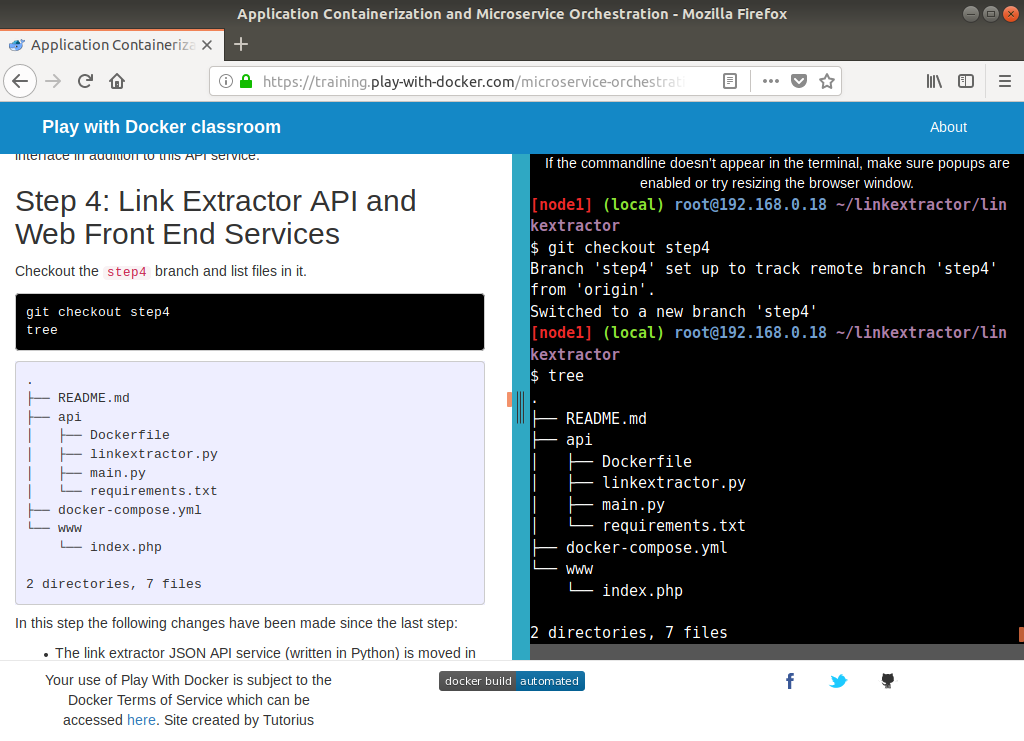 Application Containerization and Microservice Orchestration - Mozilla Firefox
Application Containeriza
https://training.play-with-docker.com/microservice-orchestrati
Play with Docker classroom
About
interface in addition to this API service.
Step 4: Link Extractor API and
Web Front End Services
Checkout the step4 branch and list files in it.
git checkout step4
tree
.
├── README.md
├── api
│   ├── Dockerfile
│   ├── linkextractor.py
│   ├── main.py
│   └── requirements.txt
├── docker-compose.yml
└── www
    └── index.php
2 directories, 7 files
In this step the following changes have been made since the last step:
• The link extractor JSON API service (written in Python) is moved in
If the commandline doesn't appear in the terminal, make sure popups are
enabled or try resizing the browser window.
[node1] (local) root@192.168.0.18 ~/linkextractor/lin
kextractor
$ git checkout step4
Branch 'step4' set up to track remote branch 'step4'
from 'origin'.
Switched to a new branch 'step4'
[node1] (local) root@192.168.0.18 ~/linkextractor/lin
kextractor
$ tree
.
├── README.md
├── api
│   ├── Dockerfile
│   ├── linkextractor.py
│   ├── main.py
│   └── requirements.txt
├── docker-compose.yml
└── www
    └── index.php
2 directories, 7 files
Your use of Play With Docker is subject to the
Docker Terms of Service which can be
accessed here. Site created by Tutorius
docker build automated